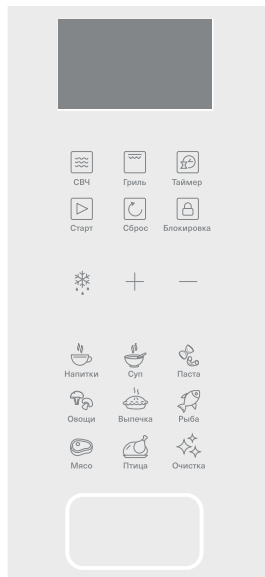 СВЧ Гриль Таймер
Старт Сброс Блокировка
Напитки Суп Паста
Овощи Выпечка Рыба
Мясо Птица Очистка